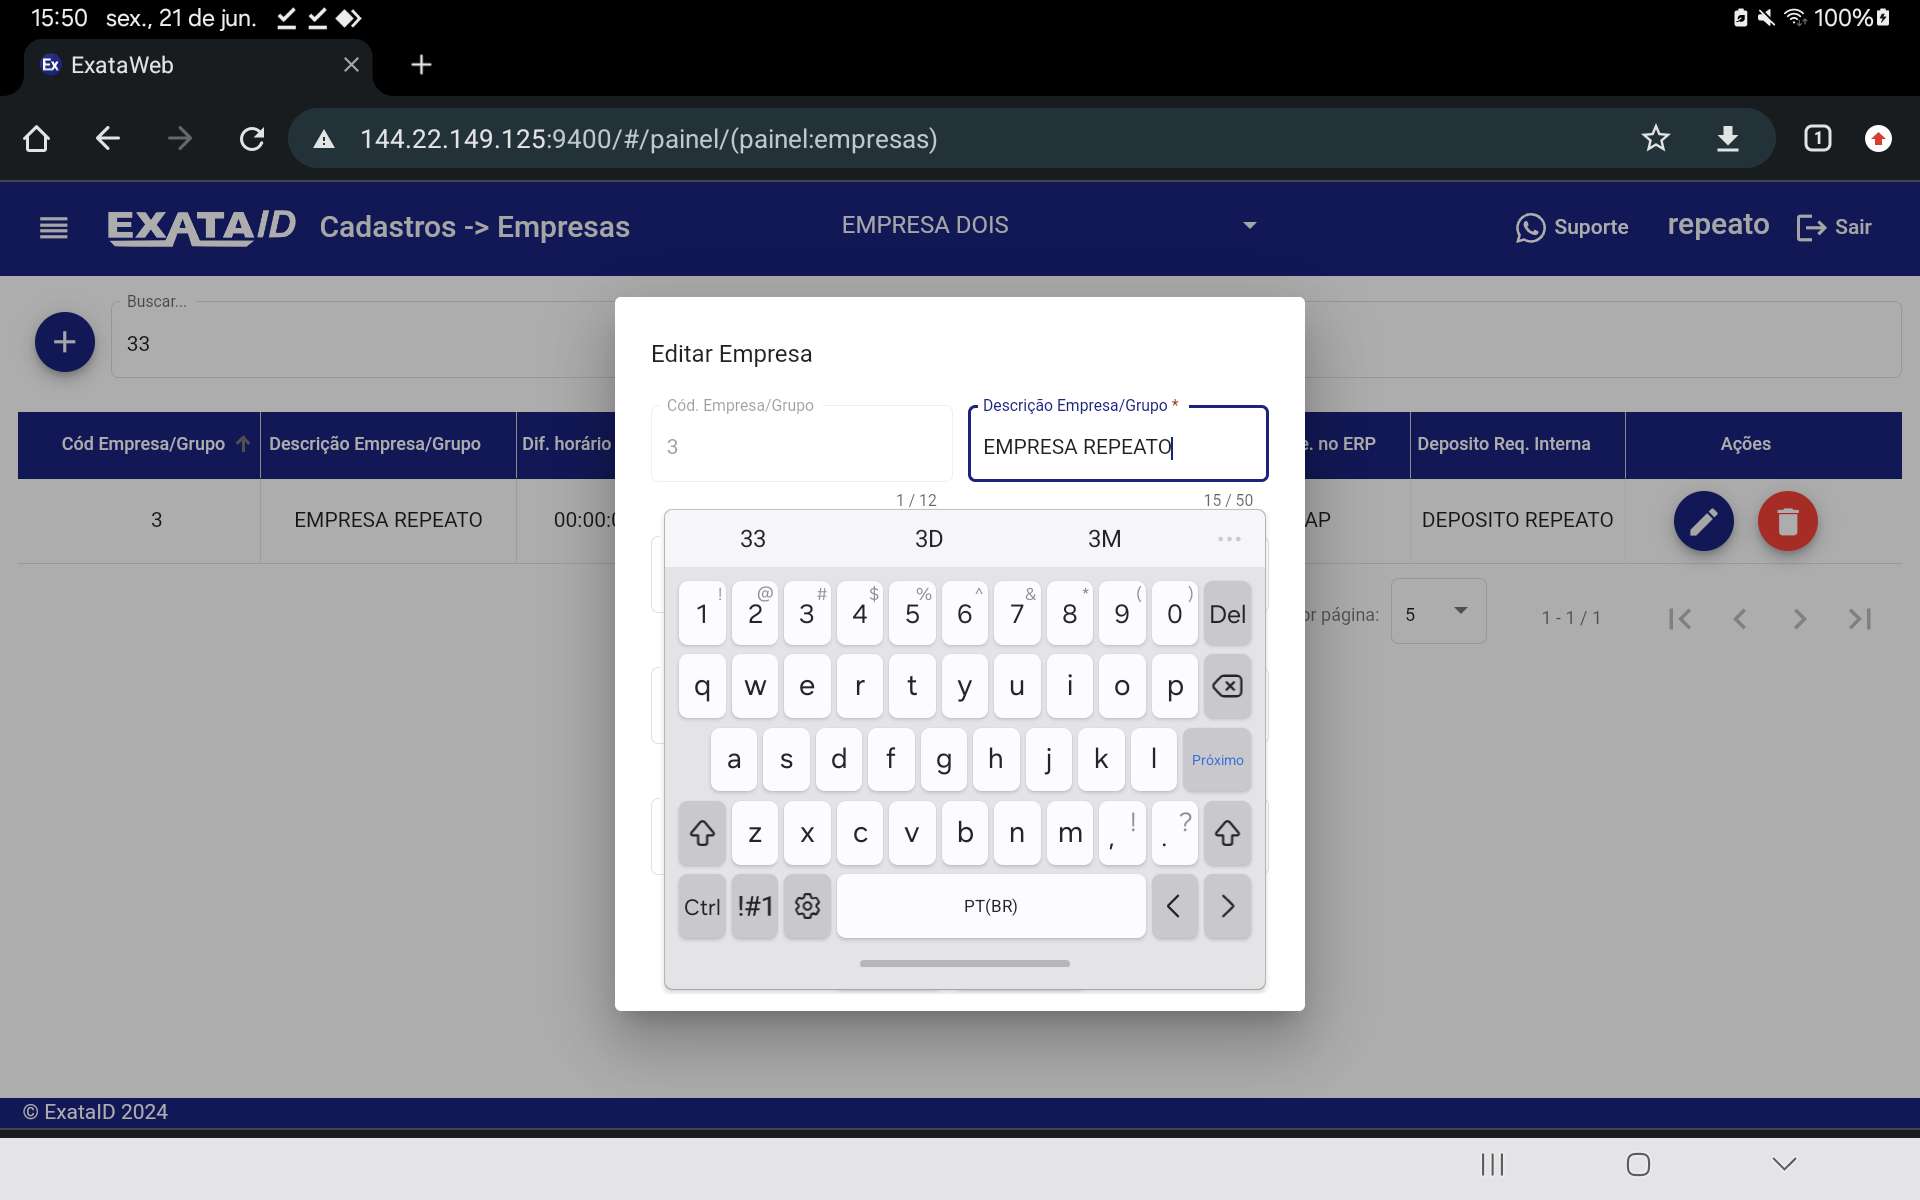 15:50 sex., 21 de jun. 100%
Ex ExataWeb
144.22.149.125:9400/#/painel/(painel:empresas) 1
EXATAID Cadastros -> Empresas EMPRESA DOIS Suporte repeato Sair
Buscar...
33
Editar Empresa
Cód. Empresa/Grupo Descrição Empresa/Grupo *
3 EMPRESA REPEATO
1 / 12 15 / 50
Cód Empresa/Grupo Descrição Empresa/Grupo Dif. horário e. no ERP Deposito Req. Interna Ações
3 EMPRESA REPEATO 00:00:0 AP DEPOSITO REPEATO
or página: 5 1 - 1 / 1
33 3D 3M
! @ # $ % ^ & * ( )
1 2 3 4 5 6 7 8 9 0 Del
q w e r t y u i o p
a s d f g h j k l Próximo
z x c v b n m , ! . ?
Ctrl !#1 PT(BR)
© ExataID 2024